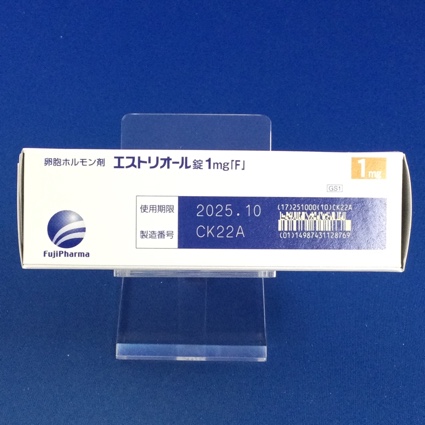 卵胞ホルモン剤 エストリオール錠1mg「F」
1mg
GS1
使用期限 2025.10
製造番号 CK22A
(17)251000(10)CK22A
(01)14987431128769
FujiPharma